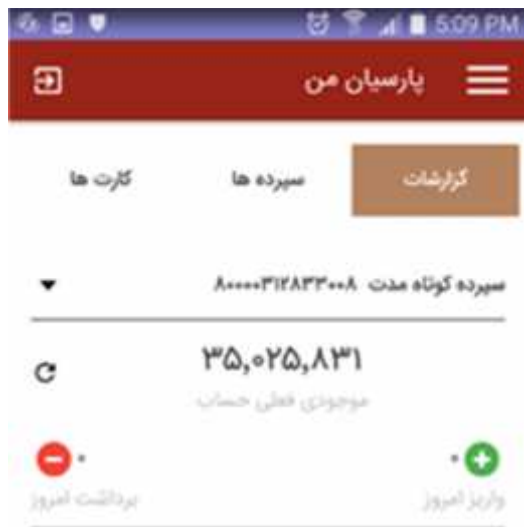 5:09 PM
پارسیان من
گزارشات سپرده ها کارت ها
سپرده کوتاه مدت ۸۰۰۰۰۳۱۲۸۳۳۰۰۸
۳۵,۰۲۵,۸۳۱
موجودی فعلی حساب
۰ ۰
واریز امروز برداشت امروز